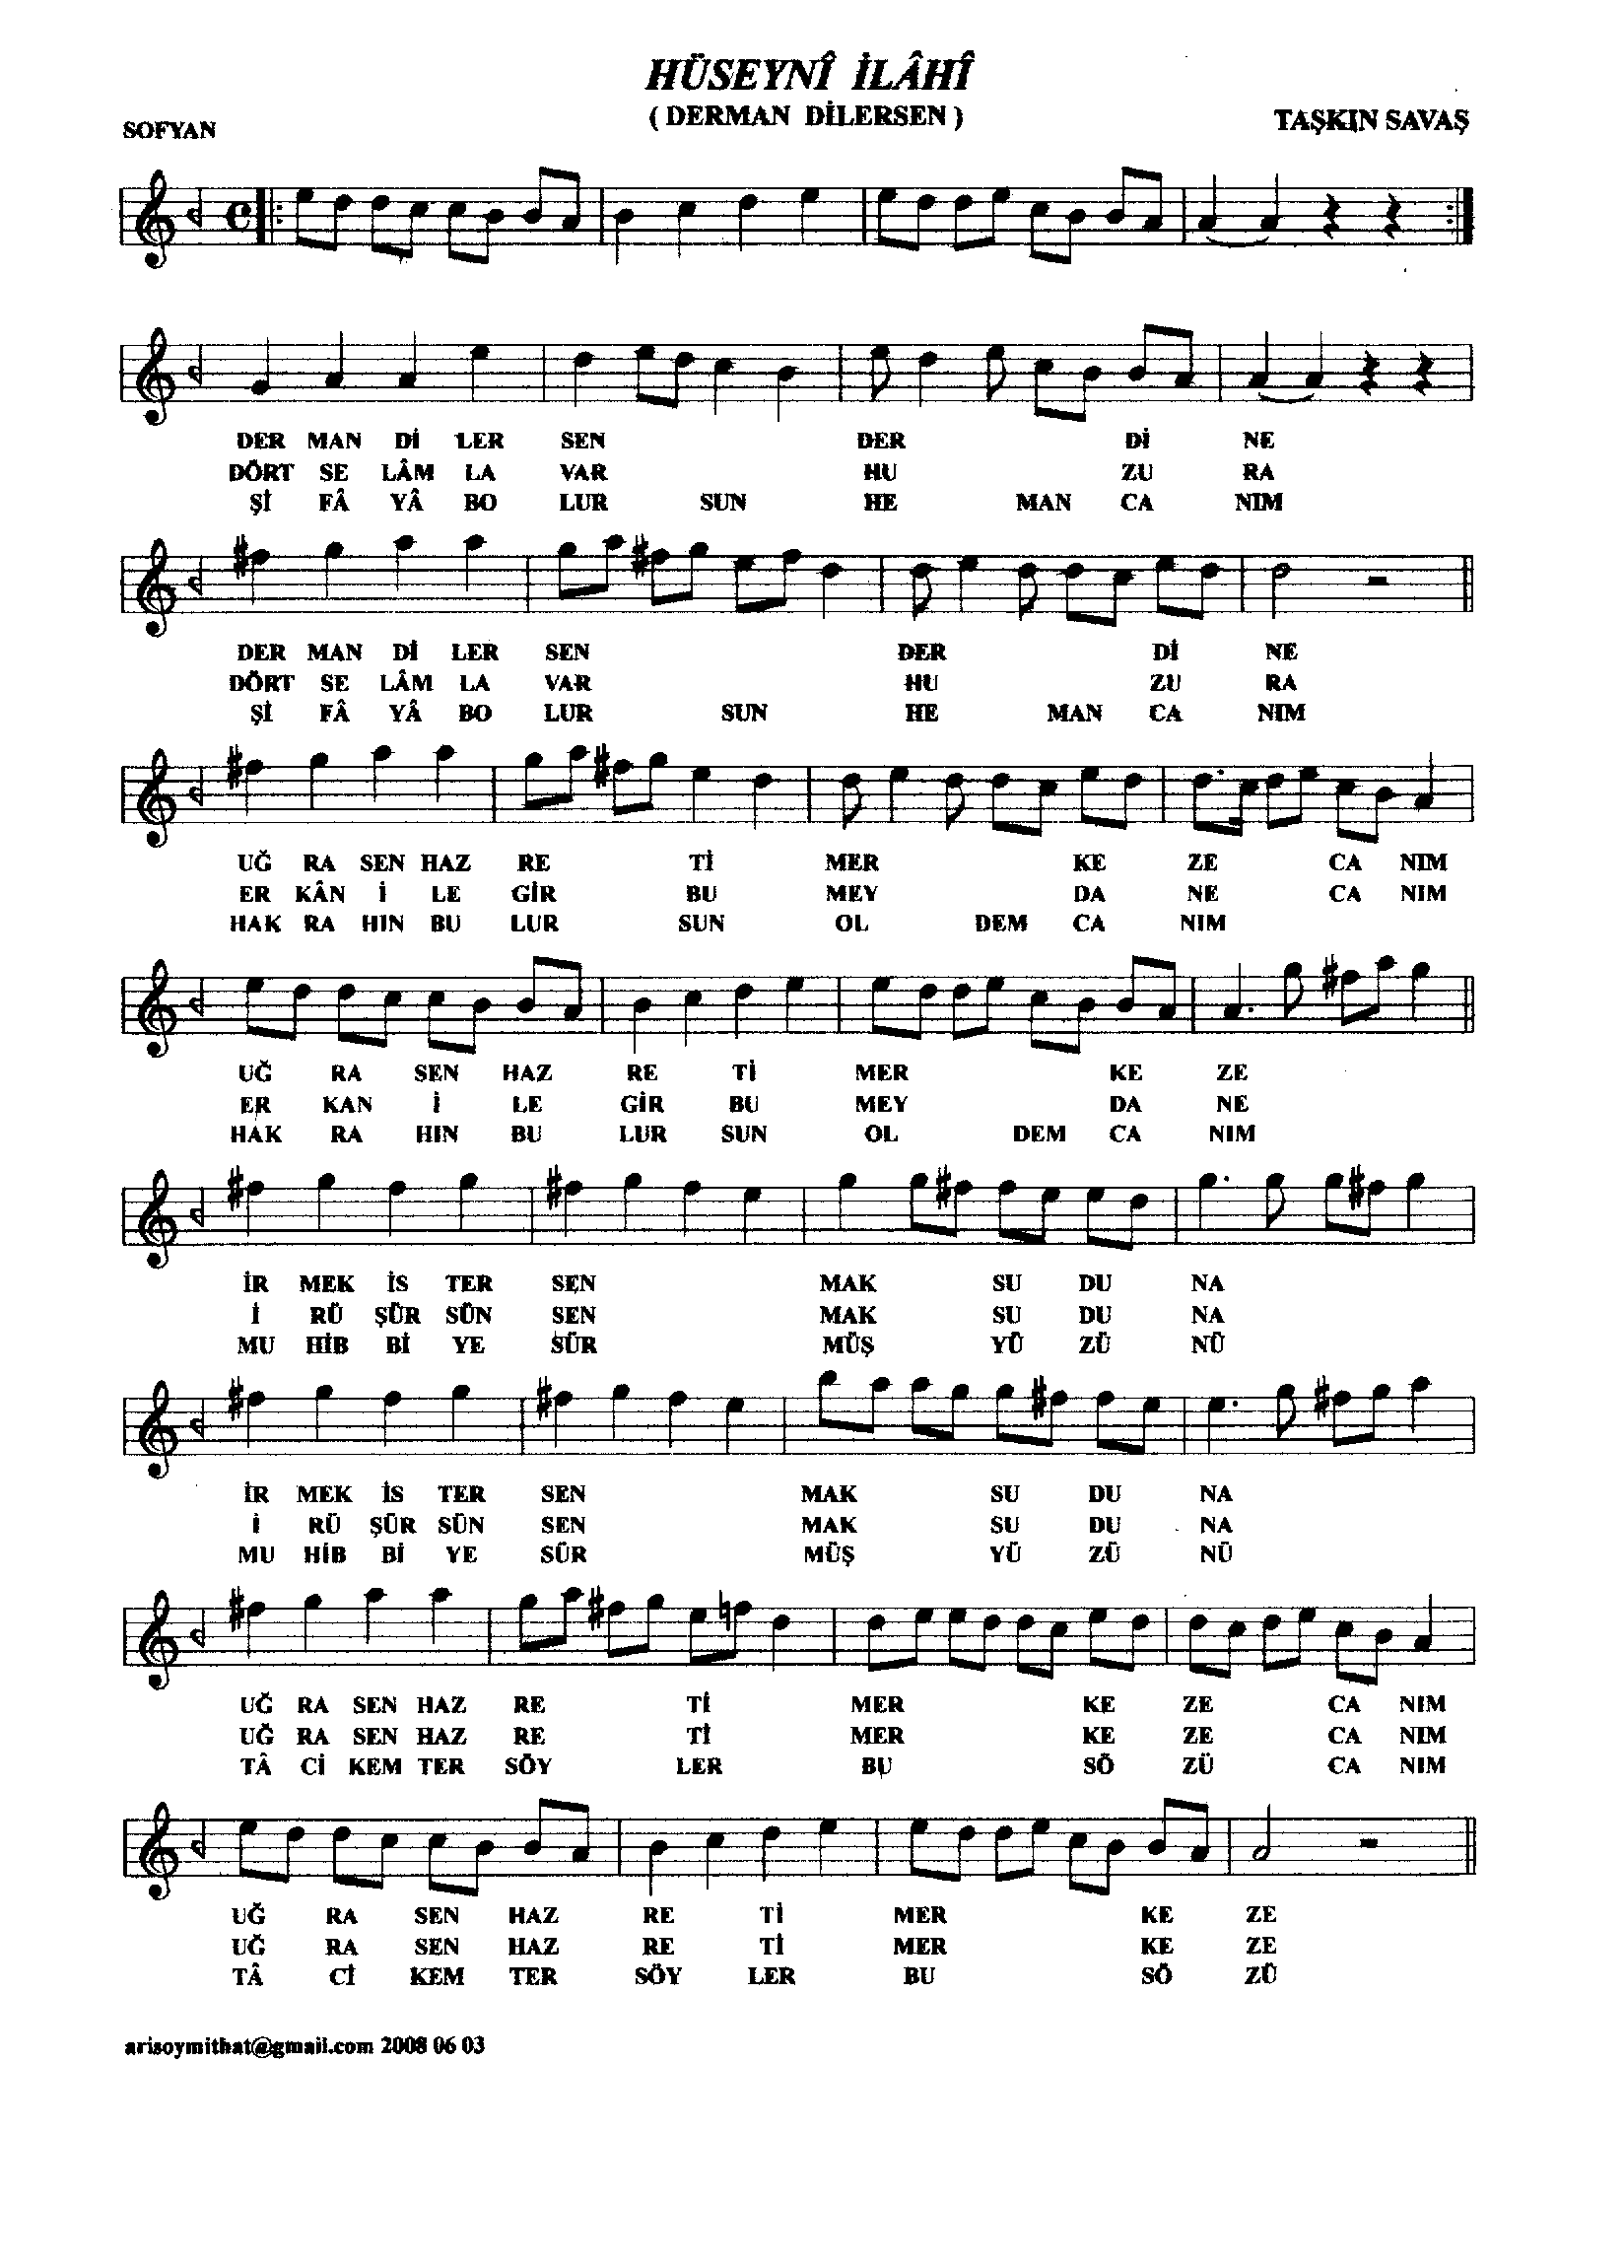 HÜSEYNÎ İLÂHÎ
( DERMAN DİLERSEN )
SOFYAN
TAŞKIN SAVAŞ
DER MAN Dİ LER SEN DER Dİ NE
DÖRT SE LÂM LA VAR HU ZU RA
Şİ FÂ YÂ BO LUR SUN HE MAN CA NIM
DER MAN Dİ LER SEN DER Dİ NE
DÖRT SE LÂM LA VAR HU ZU RA
Şİ FÂ YÂ BO LUR SUN HE MAN CA NIM
UĞ RA SEN HAZ RE Tİ MER KE ZE CA NIM
ER KÂN İ LE GİR BU MEY DA NE CA NIM
HAK RA HIN BU LUR SUN OL DEM CA NIM
UĞ RA SEN HAZ RE Tİ MER KE ZE
ER KAN İ LE GİR BU MEY DA NE
HAK RA HIN BU LUR SUN OL DEM CA NIM
İR MEK İS TER SEN MAK SU DU NA
İ RÜ ŞÜR SÜN SEN MAK SU DU NA
MU HİB Bİ YE SÜR MÜŞ YÜ ZÜ NÜ
İR MEK İS TER SEN MAK SU DU NA
İ RÜ ŞÜR SÜN SEN MAK SU DU NA
MU HİB Bİ YE SÜR MÜŞ YÜ ZÜ NÜ
UĞ RA SEN HAZ RE Tİ MER KE ZE CA NIM
UĞ RA SEN HAZ RE Tİ MER KE ZE CA NIM
TÂ Cİ KEM TER SÖY LER BU SÖ ZÜ CA NIM
UĞ RA SEN HAZ RE Tİ MER KE ZE
UĞ RA SEN HAZ RE Tİ MER KE ZE
TÂ Cİ KEM TER SÖY LER BU SÖ ZÜ
arisoymithat@gmail.com 2008 06 03